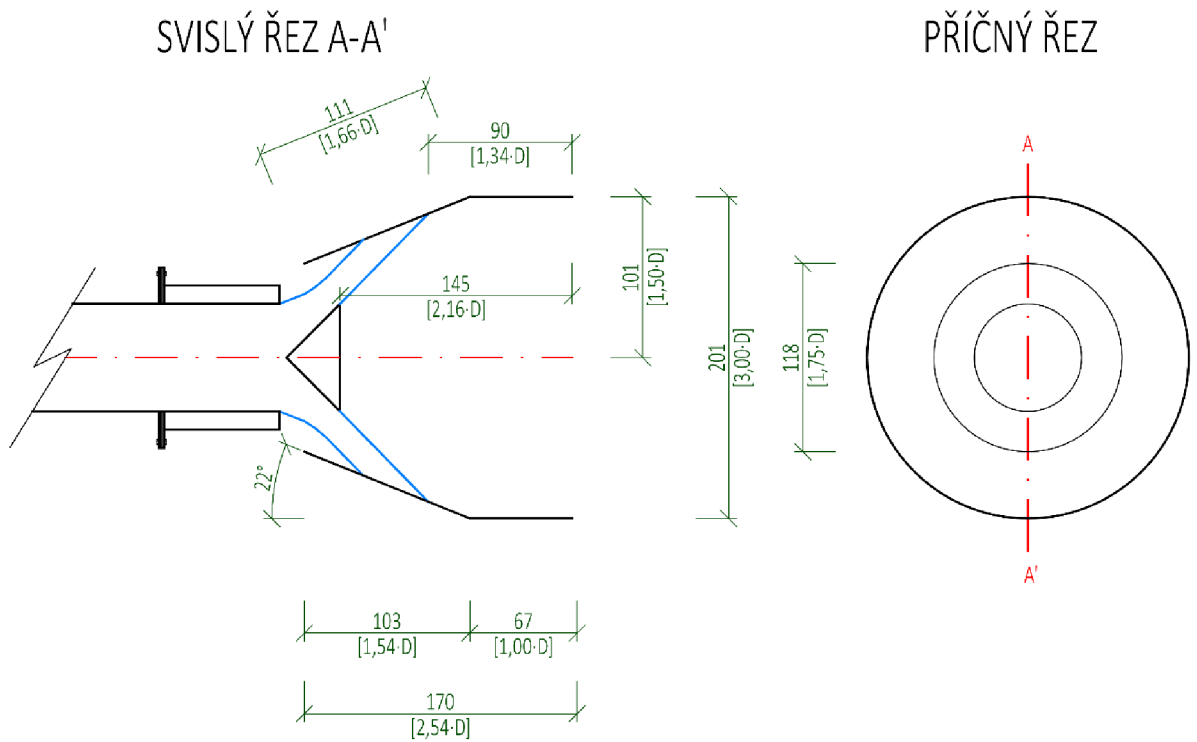 SVISLÝ ŘEZ A-A'
PŘÍČNÝ ŘEZ
111
[1,66·D]
90
[1,34·D]
A
145
[2,16·D]
101
[1,50·D]
201
[3,00·D]
118
[1,75·D]
22°
A'
103
[1,54·D]
67
[1,00·D]
170
[2,54·D]